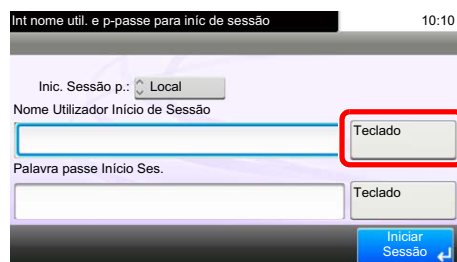 Int nome util. e p-passe para iníc de sessão 10:10
Inic. Sessão p.: Local
Nome Utilizador Início de Sessão
Teclado
Palavra passe Início Ses.
Teclado
Iniciar
Sessão